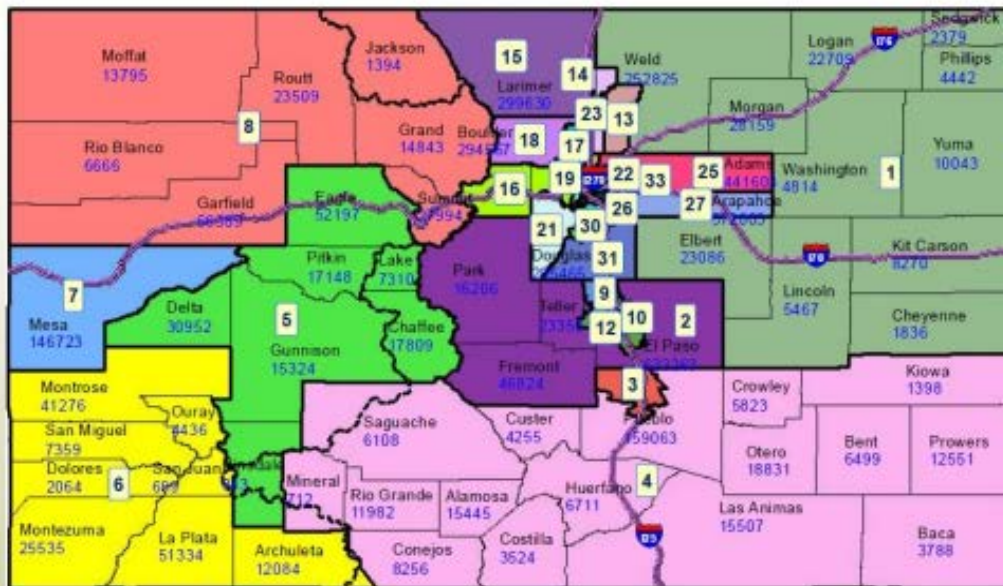 Moffat
13795
Jackson
1394
Routt
23509
15
Larimer
299630
14
Weld
252825
Logan
22709
I76
Sedgwick
2379
Phillips
4442
8
Rio Blanco
6666
Grand
14843
Boulder
18
23
17
13
Morgan
28159
Yuma
10043
Washington
4814
1
16
19
I270
22
33
25
Adams
Garfield
Eagle
52197
Summit
21
30
26
27
Arapahoe
Pitkin
17148
Lake
7310
Park
16206
Douglas
31
Elbert
23086
I70
Kit Carson
8270
7
Mesa
146723
Delta
30952
5
Gunnison
15324
Chaffee
17809
Teller
9
12
10
2
El Paso
Lincoln
5467
Cheyenne
1836
Fremont
46824
3
Montrose
41276
Ouray
4436
San Miguel
7359
Dolores
2064
6
San Juan
Saguache
6108
Custer
4255
Pueblo
159063
Crowley
5823
Kiowa
1398
Otero
18831
Bent
6499
Prowers
12551
Mineral
712
Rio Grande
11982
Alamosa
15445
Huerfano
6711
4
Las Animas
15507
Montezuma
25535
La Plata
51334
Archuleta
12084
Conejos
8256
Costilla
3524
I25
Baca
3788